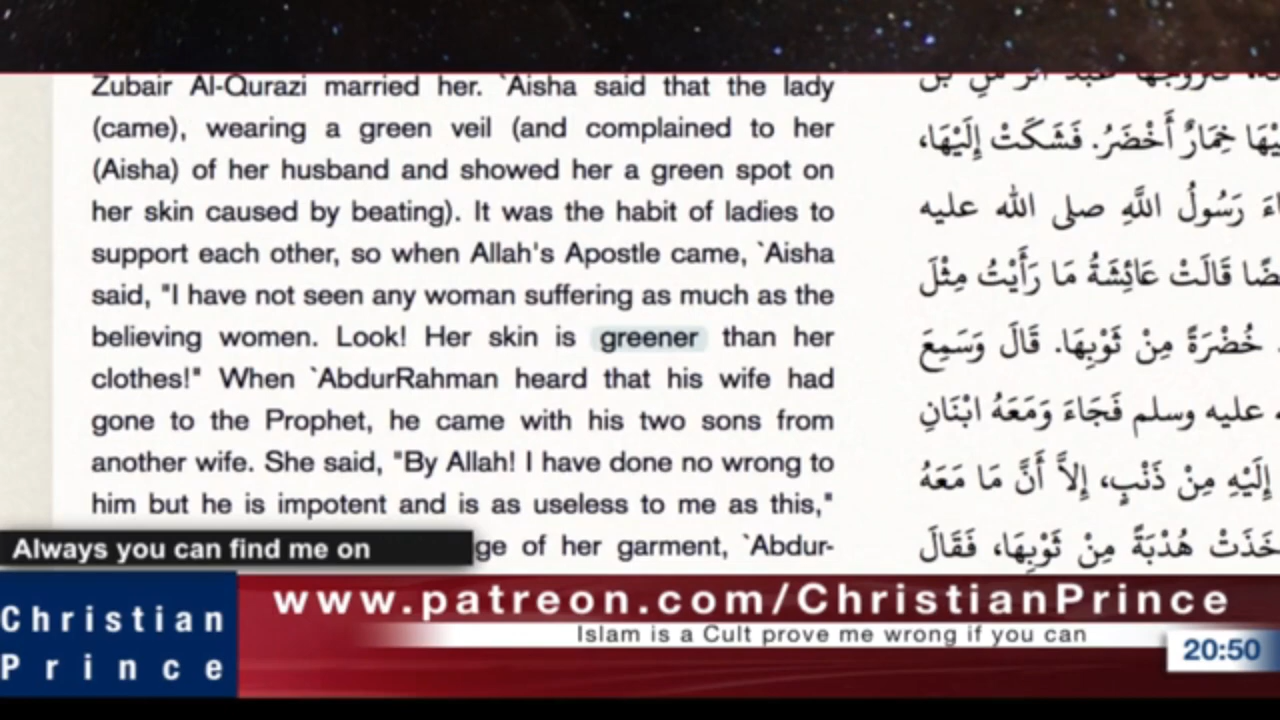 Zubair Al-Qurazi married her. `Aisha said that the lady
(came), wearing a green veil (and complained to her
(Aisha) of her husband and showed her a green spot on
her skin caused by beating). It was the habit of ladies to
support each other, so when Allah's Apostle came, `Aisha
said, "I have not seen any woman suffering as much as the
believing women. Look! Her skin is greener than her
clothes!" When `AbdurRahman heard that his wife had
gone to the Prophet, he came with his two sons from
another wife. She said, "By Allah! I have done no wrong to
him but he is impotent and is as useless to me as this,"
ge of her garment, `Abdur-
خِمَارٌ أَخْضَرُ. فَشَكَتْ إِلَيْهَا،
رَسُولُ اللَّهِ صلى الله عليه
قَالَتْ عَائِشَةُ مَا رَأَيْتُ مِثْلَ
خُضْرَةً مِنْ ثَوْبِهَا. قَالَ وَسَمِعَ
عليه وسلم فَجَاءَ وَمَعَهُ ابْنَانِ
إِلَيْهِ مِنْ ذَنْبٍ، إِلاَّ أَنَّ مَا مَعَهُ
هُدْبَةً مِنْ ثَوْبِهَا، فَقَالَ
Always you can find me on
Christian
Prince
www.patreon.com/ChristianPrince
Islam is a Cult prove me wrong if you can
20:50